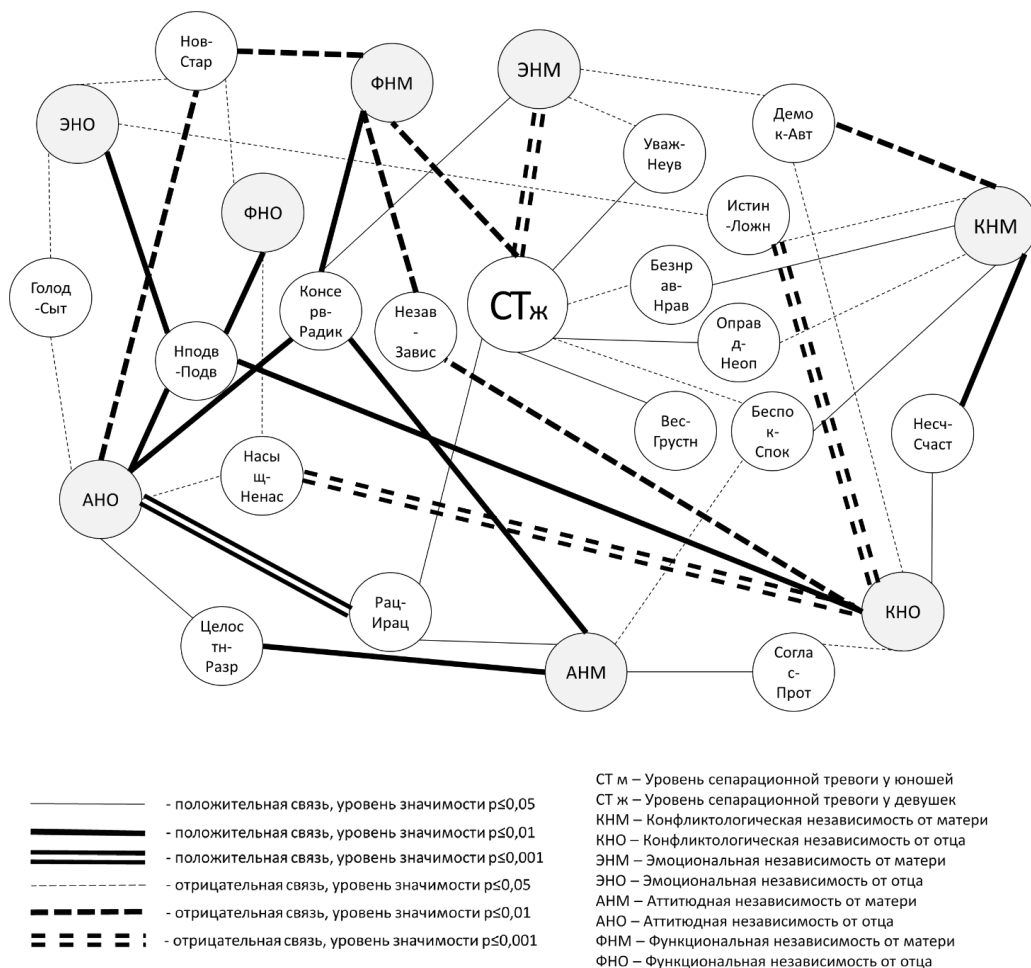 Нов-
Стар
ФНМ
ЭНМ
ЭНО
Демо
к-Авт
Уваж-
Неув
ФНО
Истин
-Ложн
КНМ
Голод
-Сыт
Консе
рв-
Радик
Незав
-
Завис
СТж
Безнр
ав-
Нрав
Оправ
д-
Неоп
Нподв
-Подв
Вес-
Грустн
Беспо
к-
Спок
Несч-
Счаст
АНО
Насы
щ-
Ненас
Рац-
Ирац
КНО
Целос
тн-
Разр
АНМ
Согла
с-
Прот
- положительная связь, уровень значимости p≤0,05
- положительная связь, уровень значимости p≤0,01
- положительная связь, уровень значимости p≤0,001
- отрицательная связь, уровень значимости p≤0,05
- отрицательная связь, уровень значимости p≤0,01
- отрицательная связь, уровень значимости p≤0,001
СТ м – Уровень сепарационной тревоги у юношей
СТ ж – Уровень сепарационной тревоги у девушек
КНМ – Конфликтологическая независимость от матери
КНО – Конфликтологическая независимость от отца
ЭНМ – Эмоциональная независимость от матери
ЭНО – Эмоциональная независимость от отца
АНМ – Аттитюдная независимость от матери
АНО – Аттитюдная независимость от отца
ФНМ – Функциональная независимость от матери
ФНО – Функциональная независимость от отца